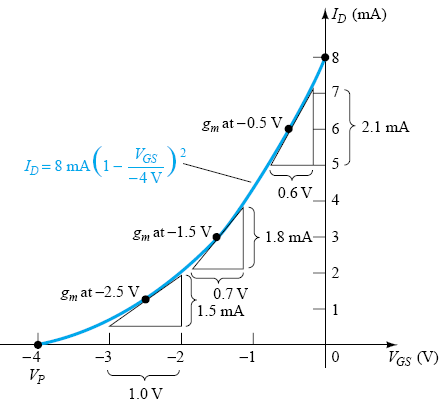 I_D (mA)
8
7
g_m at −0.5 V
6
2.1 mA
I_D = 8 mA(1 − V_GS / −4 V)^2
5
0.6 V
4
g_m at −1.5 V
1.8 mA
3
2
g_m at −2.5 V
0.7 V
1.5 mA
1
−4 −3 −2 −1 0 V_GS (V)
V_P
1.0 V